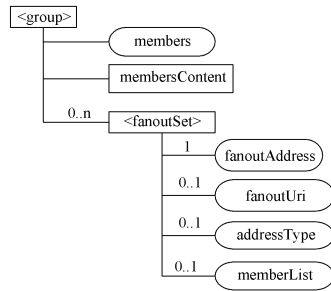 <group>
members
membersContent
0..n
<fanoutSet>
1
fanoutAddress
0..1
fanoutUri
0..1
addressType
0..1
memberList